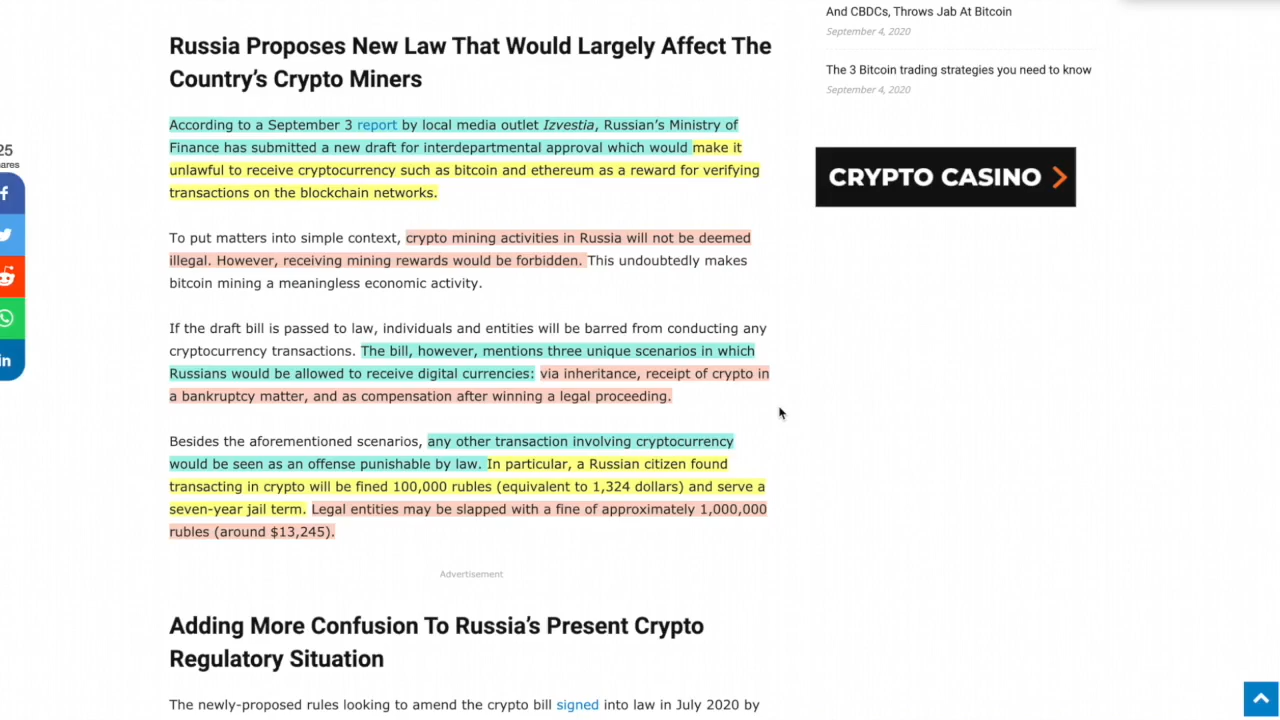 And CBDCs, Throws Jab At Bitcoin
September 4, 2020
The 3 Bitcoin trading strategies you need to know
September 4, 2020
CRYPTO CASINO
25
ares
f
in
Russia Proposes New Law That Would Largely Affect The
Country’s Crypto Miners
According to a September 3 report by local media outlet Izvestia, Russian’s Ministry of
Finance has submitted a new draft for interdepartmental approval which would make it
unlawful to receive cryptocurrency such as bitcoin and ethereum as a reward for verifying
transactions on the blockchain networks.
To put matters into simple context, crypto mining activities in Russia will not be deemed
illegal. However, receiving mining rewards would be forbidden. This undoubtedly makes
bitcoin mining a meaningless economic activity.
If the draft bill is passed to law, individuals and entities will be barred from conducting any
cryptocurrency transactions. The bill, however, mentions three unique scenarios in which
Russians would be allowed to receive digital currencies: via inheritance, receipt of crypto in
a bankruptcy matter, and as compensation after winning a legal proceeding.
Besides the aforementioned scenarios, any other transaction involving cryptocurrency
would be seen as an offense punishable by law. In particular, a Russian citizen found
transacting in crypto will be fined 100,000 rubles (equivalent to 1,324 dollars) and serve a
seven-year jail term. Legal entities may be slapped with a fine of approximately 1,000,000
rubles (around $13,245).
Advertisement
Adding More Confusion To Russia’s Present Crypto
Regulatory Situation
The newly-proposed rules looking to amend the crypto bill signed into law in July 2020 by